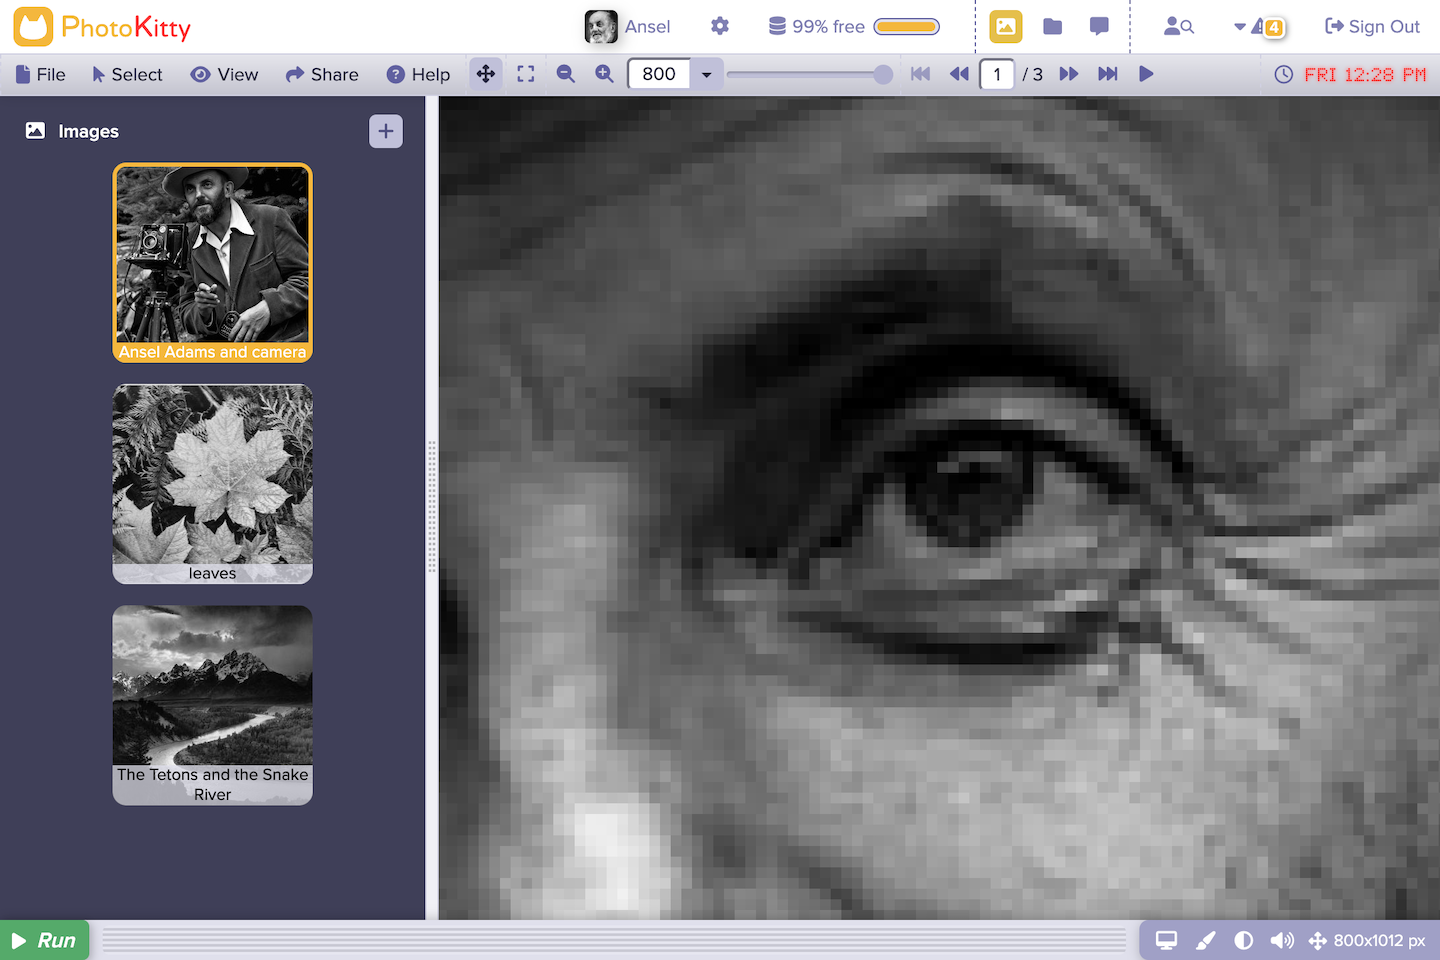 PhotoKitty
Ansel
99% free
4
Sign Out
File
Select
View
Share
Help
800
1
/ 3
FRI 12:28 PM
Images
Ansel Adams and camera
leaves
The Tetons and the Snake
River
Run
800x1012 px